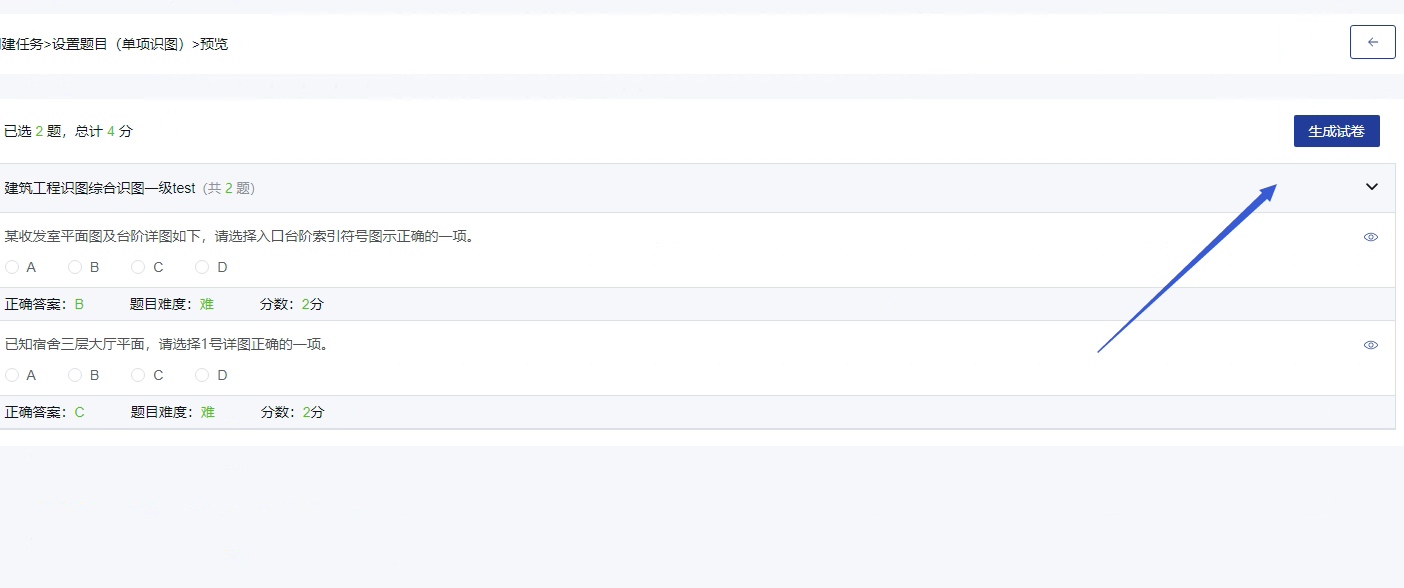 建任务>设置题目（单项识图）>预览
已选 2 题，总计 4 分
生成试卷
建筑工程识图综合识图一级test（共 2 题）
某收发室平面图及台阶详图如下，请选择入口台阶索引符号图示正确的一项。
A B C D
正确答案：B 题目难度：难 分数：2分
已知宿舍三层大厅平面，请选择1号详图正确的一项。
A B C D
正确答案：C 题目难度：难 分数：2分